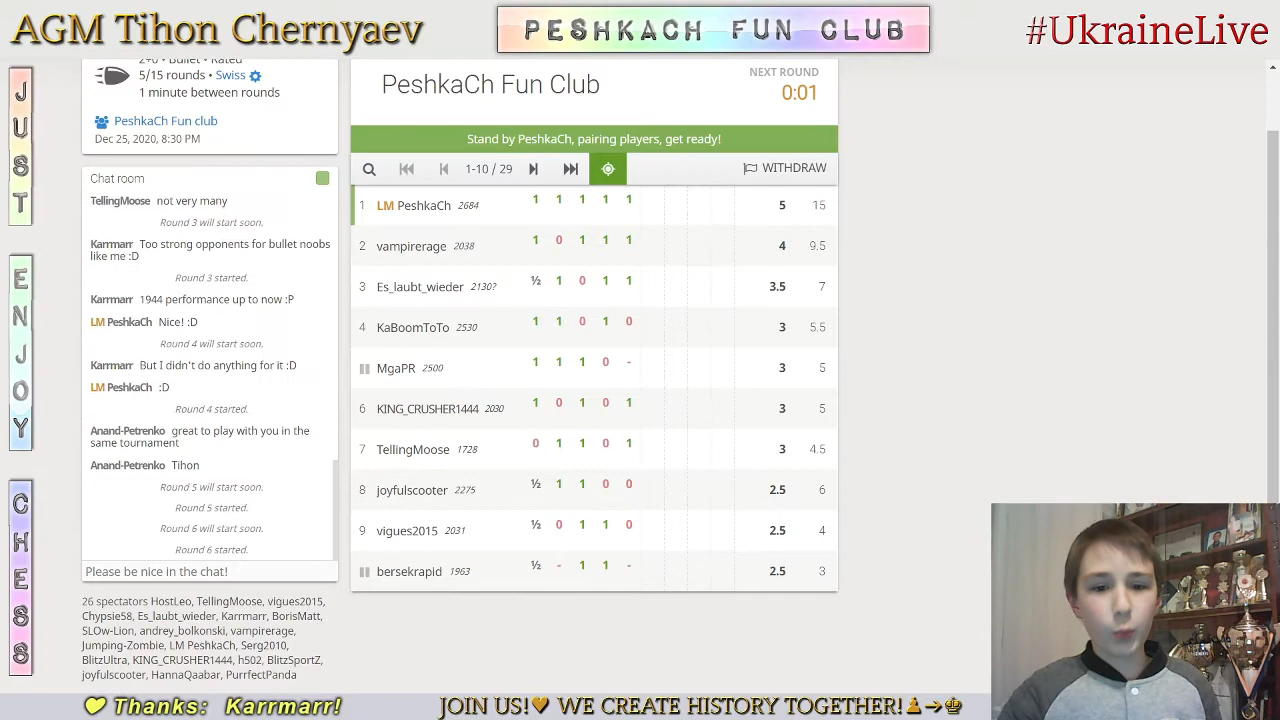 AGM Tihon Chernyaev
PESHKACH FUN CLUB
#UkraineLive
JUST
ENJOY
CHESS
2+0 • Bullet • Rated
5/15 rounds • Swiss
1 minute between rounds
PeshkaCh Fun club
Dec 25, 2020, 8:30 PM
Chat room
TellingMoose not very many
Round 3 will start soon.
Karrmarr Too strong opponents for bullet noobs
like me :D
Round 3 started.
Karrmarr 1944 performance up to now :P
LM PeshkaCh Nice! :D
Round 4 will start soon.
Karrmarr But I didn't do anything for it :D
LM PeshkaCh :D
Round 4 started.
Anand-Petrenko great to play with you in the
same tournament
Anand-Petrenko Tihon
Round 5 will start soon.
Round 5 started.
Round 6 will start soon.
Round 6 started.
Please be nice in the chat!
26 spectators HostLeo, TellingMoose, vigues2015,
Chypsie58, Es_laubt_wieder, Karrmarr, BorisMatt,
SLOw-Lion, andrey_bolkonski, vampirerage,
Jumping-Zombie, LM PeshkaCh, Serg2010,
BlitzUltra, KING_CRUSHER1444, h502, BlitzSportZ,
joyfulscooter, HannaQaabar, PurrfectPanda
PeshkaCh Fun Club
NEXT ROUND
0:01
Stand by PeshkaCh, pairing players, get ready!
1-10 / 29
WITHDRAW
1 LM PeshkaCh 2684 1 1 1 1 1 5 15
2 vampirerage 2038 1 0 1 1 1 4 9.5
3 Es_laubt_wieder 2130? ½ 1 0 1 1 3.5 7
4 KaBoomToTo 2530 1 1 0 1 0 3 5.5
MgaPR 2500 1 1 1 0 - 3 5
6 KING_CRUSHER1444 2030 1 0 1 0 1 3 5
7 TellingMoose 1728 0 1 1 0 1 3 4.5
8 joyfulscooter 2275 ½ 1 1 0 0 2.5 6
9 vigues2015 2031 ½ 0 1 1 0 2.5 4
bersekrapid 1963 ½ - 1 1 - 2.5 3
Thanks: Karrmarr!
JOIN US! WE CREATE HISTORY TOGETHER!